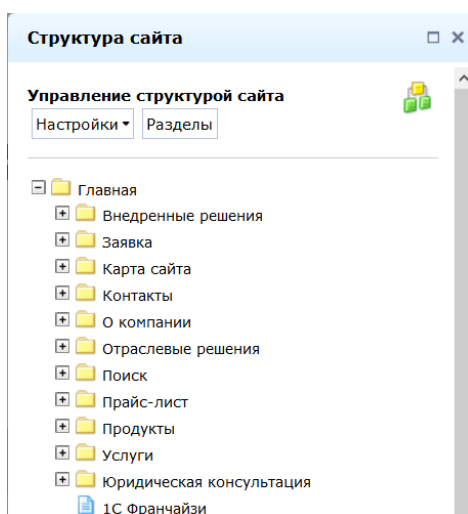 Структура сайта
Управление структурой сайта
Настройки Разделы
Главная
Внедренные решения
Заявка
Карта сайта
Контакты
О компании
Отраслевые решения
Поиск
Прайс-лист
Продукты
Услуги
Юридическая консультация
1С Франчайзи